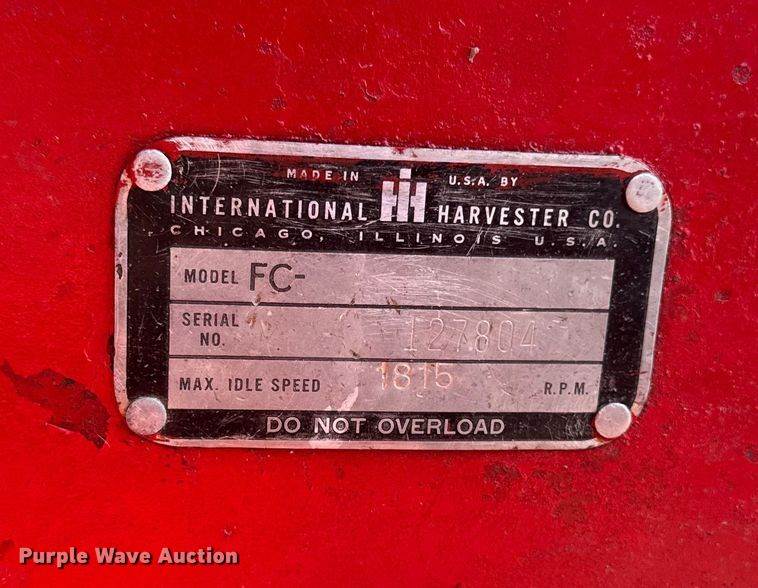 MADE IN IH U.S.A. BY
INTERNATIONAL HARVESTER CO.
CHICAGO, ILLINOIS U.S.A.
MODEL FC-
SERIAL NO. 127804
MAX. IDLE SPEED 1815 R.P.M.
DO NOT OVERLOAD
Purple Wave Auction